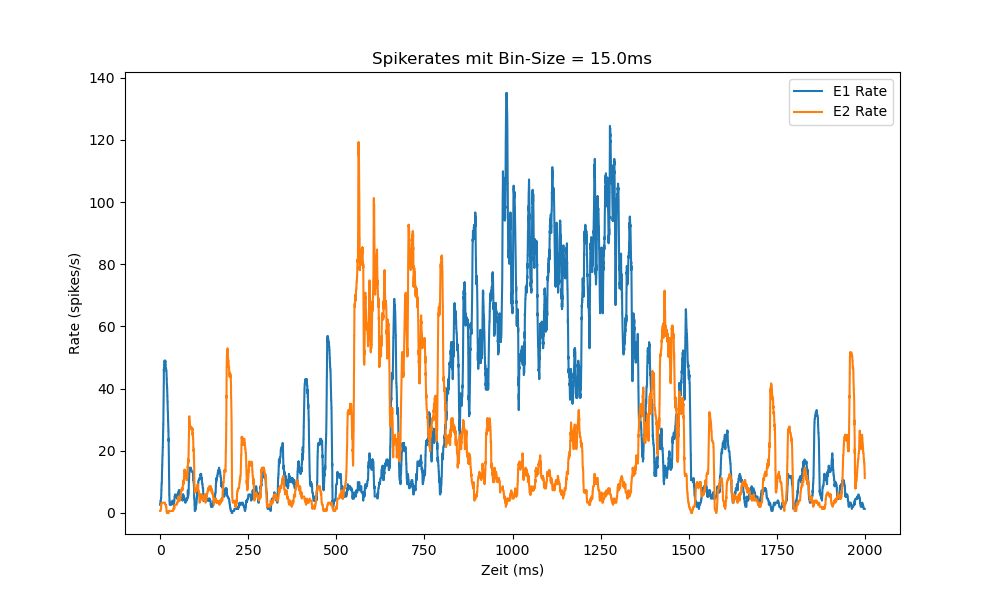 Spikerates mit Bin-Size = 15.0ms
E1 Rate
E2 Rate
140
120
100
80
60
40
20
0
Rate (spikes/s)
0 250 500 750 1000 1250 1500 1750 2000
Zeit (ms)